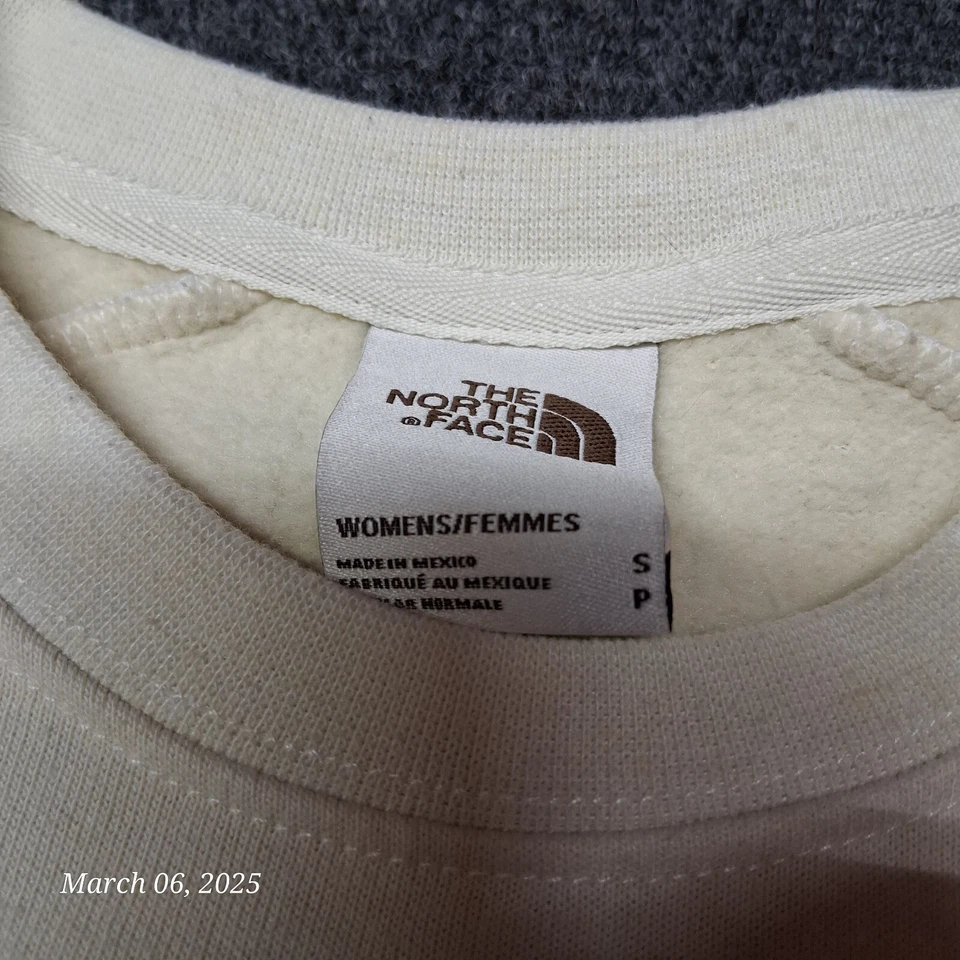 THE
NORTH
®FACE
WOMENS/FEMMES
MADE IN MEXICO
S
FABRIQUÉ AU MEXIQUE
P
NORMALE
March 06, 2025